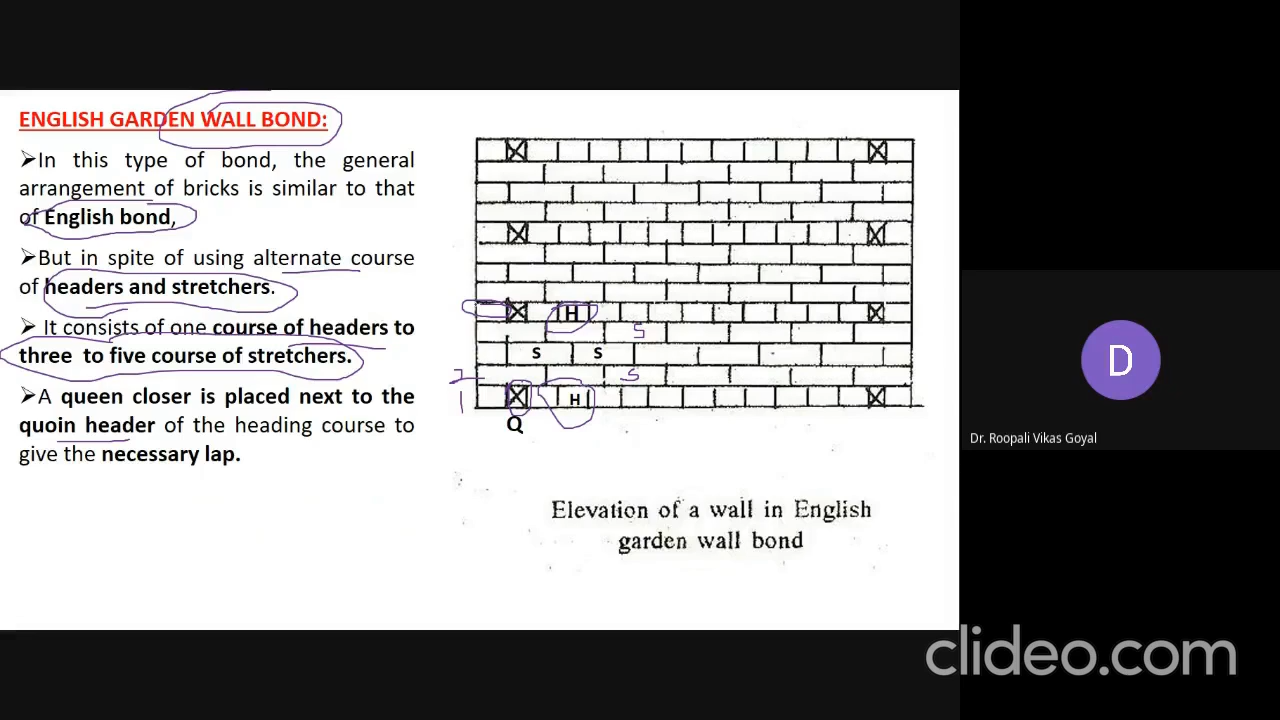 ENGLISH GARDEN WALL BOND:
➢In this type of bond, the general
arrangement of bricks is similar to that
of English bond,
➢But in spite of using alternate course
of headers and stretchers.
➢ It consists of one course of headers to
three to five course of stretchers.
➢A queen closer is placed next to the
quoin header of the heading course to
give the necessary lap.
H
S
S S
S
H
1
Q
Elevation of a wall in English
garden wall bond
D
Dr. Roopali Vikas Goyal
clideo.com